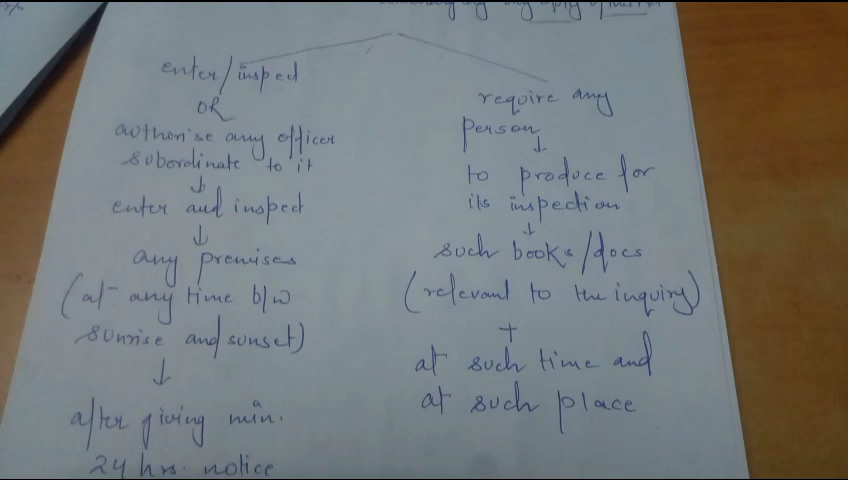 enter/inspect
OR
authorise any officer
subordinate to it
↓
enter and inspect
↓
any premises
(at any time b/w
sunrise and sunset)
↓
after giving min.
24 hrs. notice
require any
person
↓
to produce for
its inspection
↓
such books/docs
(relevant to the inquiry)
+
at such time and
at such place